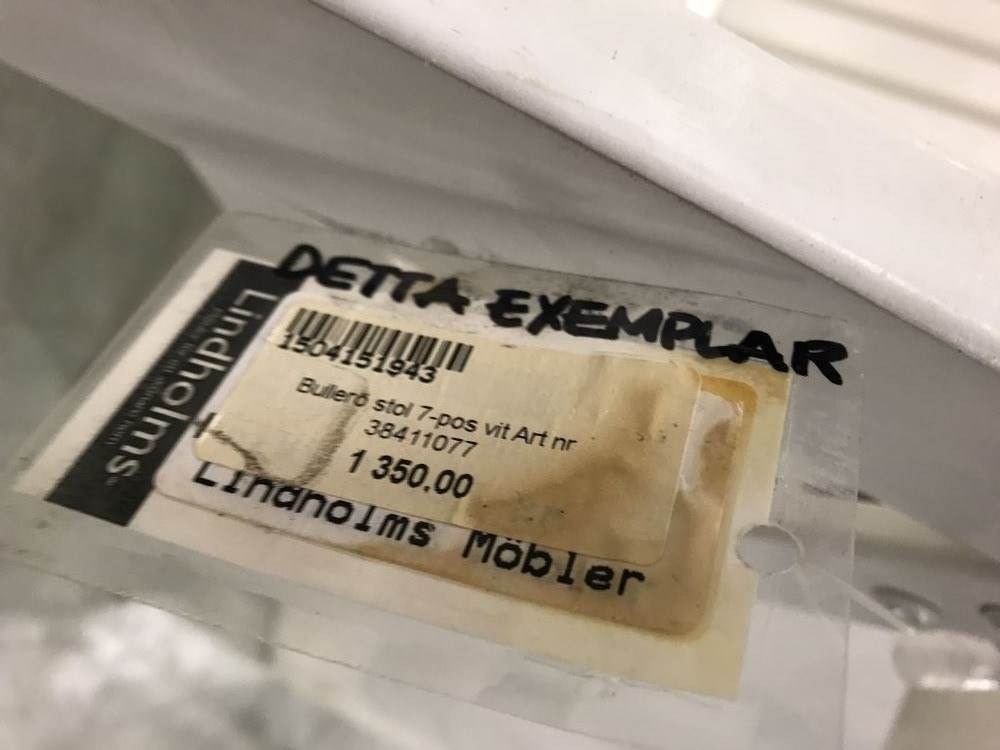 DETTA EXEMPLAR
Lindholms
1504151943
Bullerö stol 7-pos vit Art nr
38411077
1 350.00
Lindholms Möbler